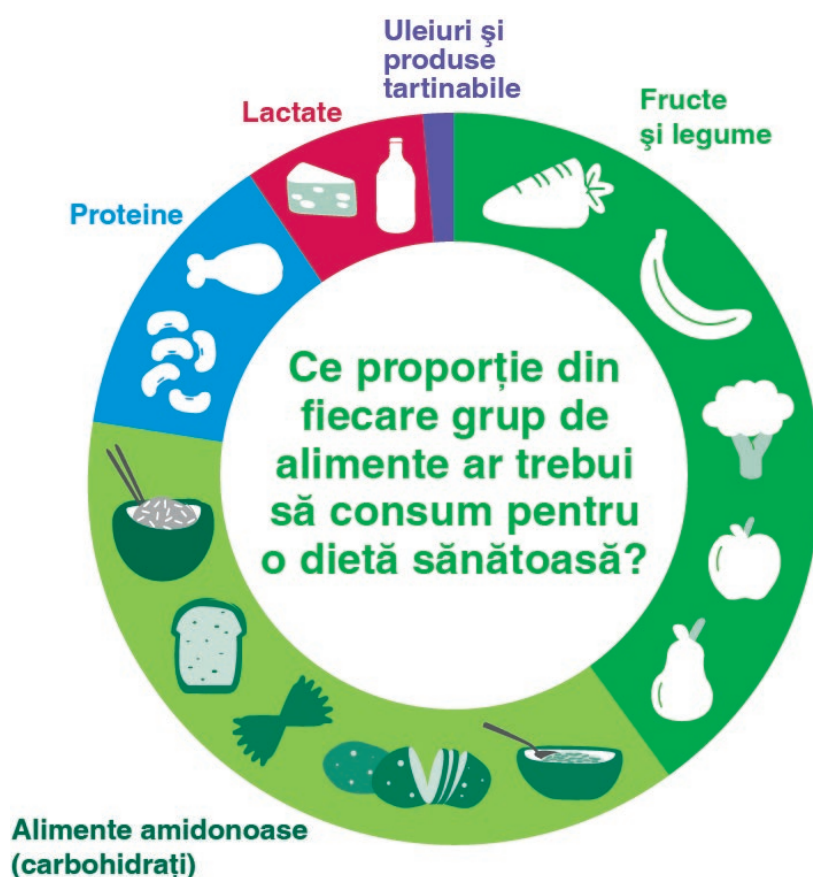 Uleiuri şi
produse
tartinabile
Fructe
şi legume
Lactate
Proteine
Ce proporție din
fiecare grup de
alimente ar trebui
să consum pentru
o dietă sănătoasă?
Alimente amidonoase
(carbohidrați)